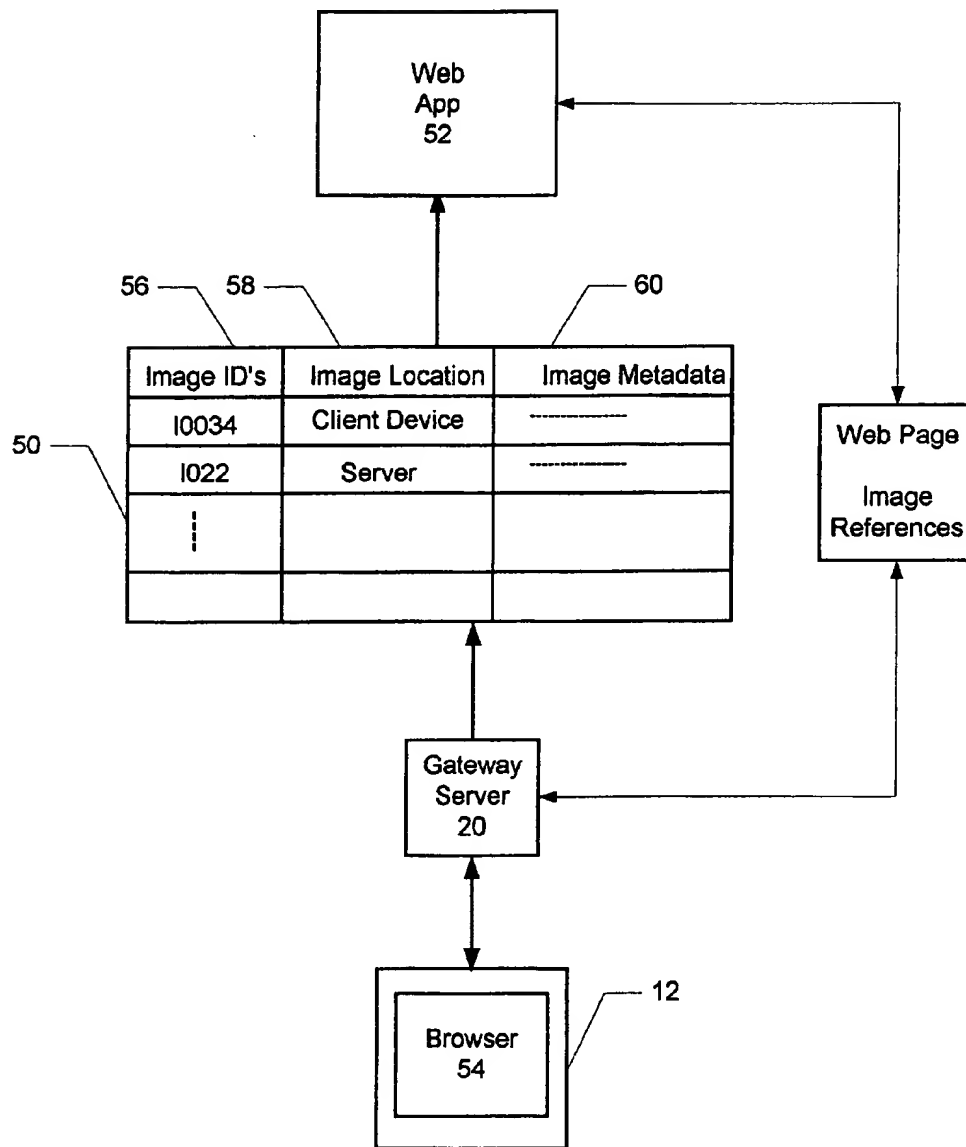 Web
App
52
56
58
60
Image ID's
Image Location
Image Metadata
I0034
Client Device
I022
Server
50
Web Page
Image
References
Gateway
Server
20
12
Browser
54